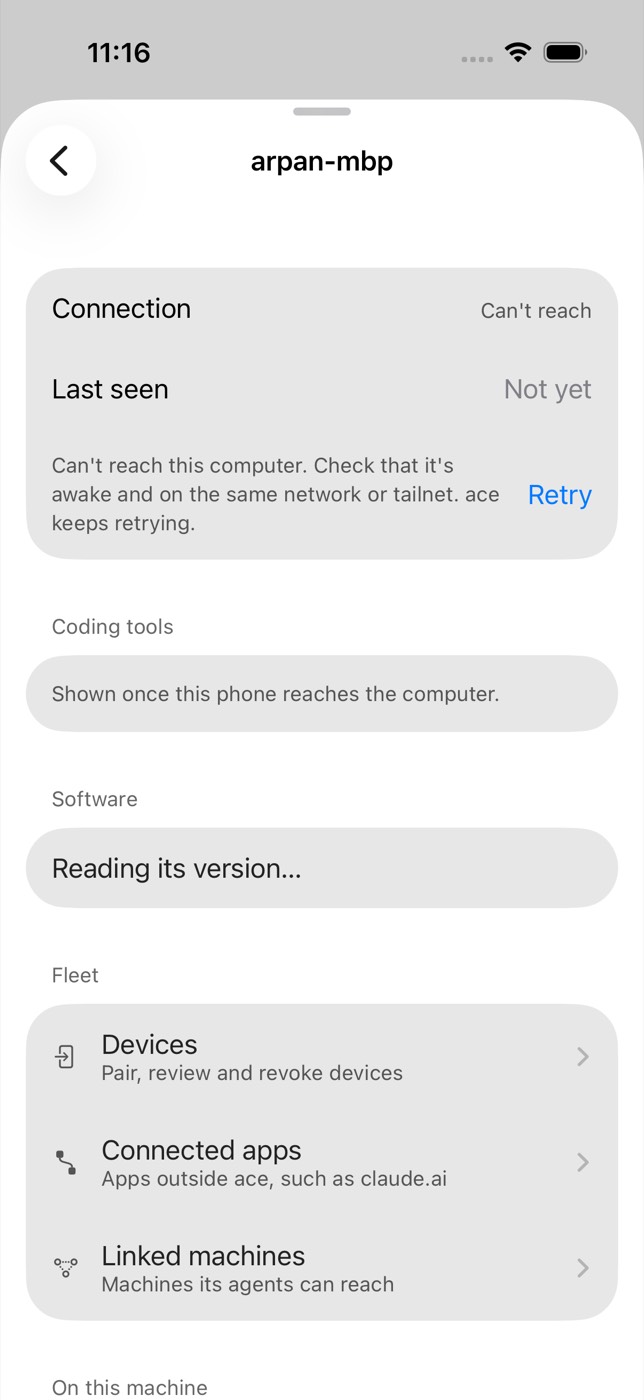 11:16
arpan-mbp
Connection
Can't reach
Last seen
Not yet
Can't reach this computer. Check that it's
awake and on the same network or tailnet. ace
keeps retrying.
Retry
Coding tools
Shown once this phone reaches the computer.
Software
Reading its version...
Fleet
Devices
Pair, review and revoke devices
Connected apps
Apps outside ace, such as claude.ai
Linked machines
Machines its agents can reach
On this machine